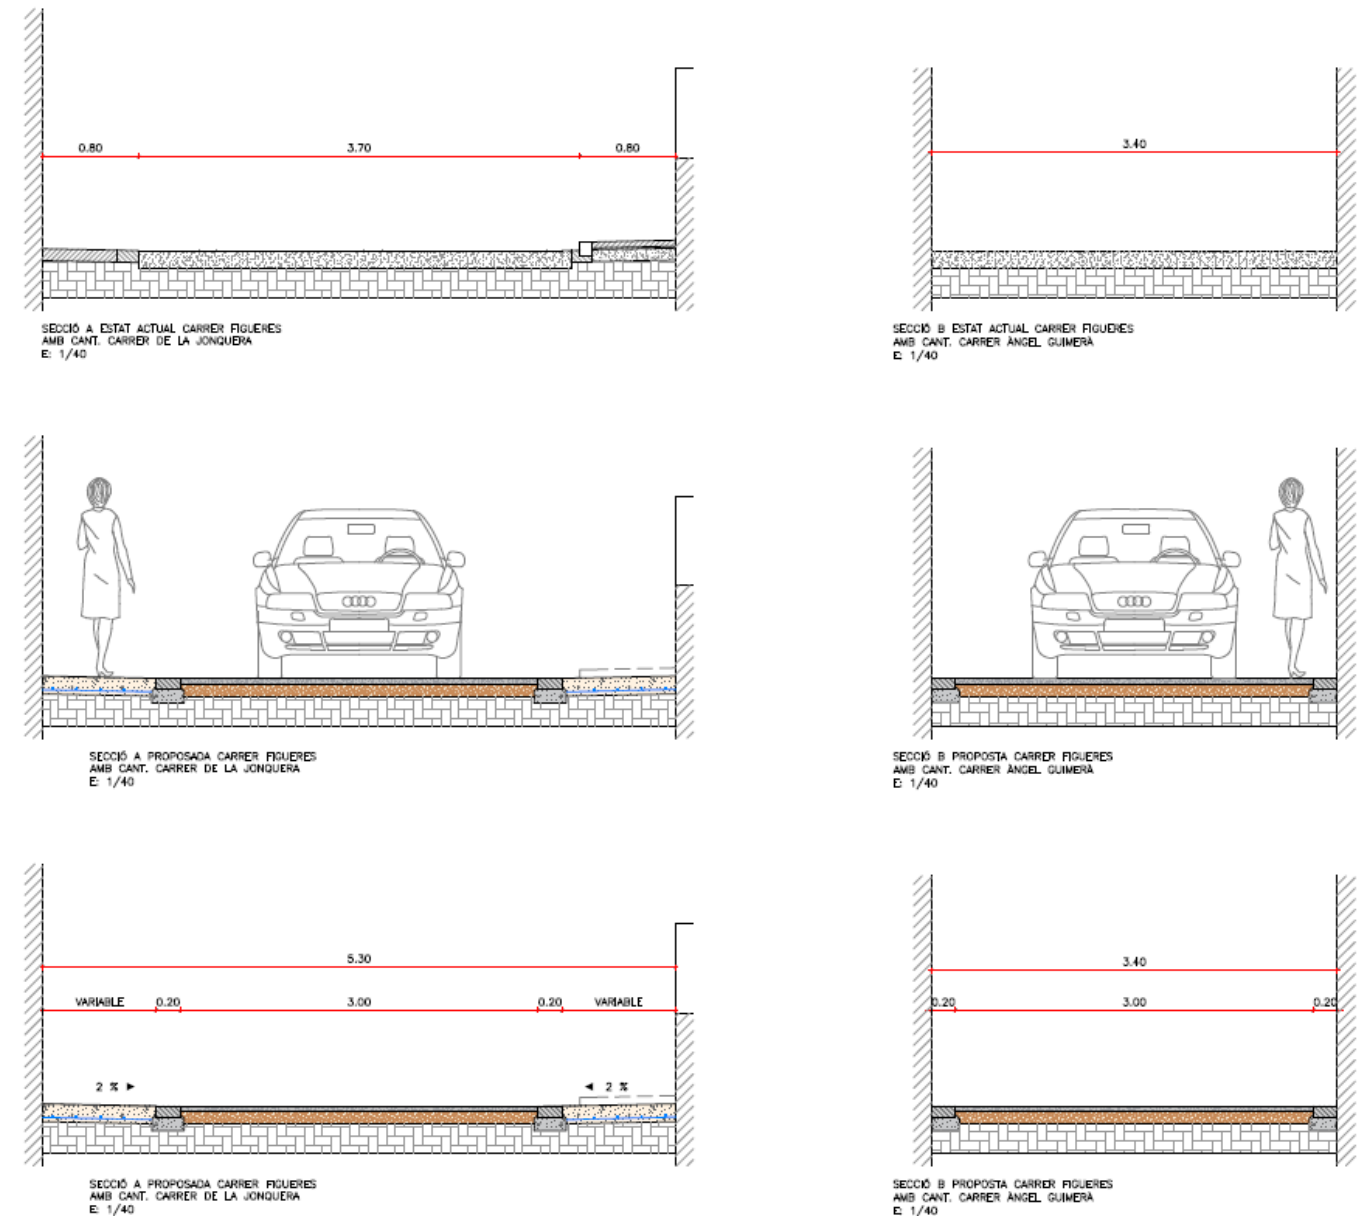 0.80 3.70 0.80
SECCIÓ A ESTAT ACTUAL CARRER FIGUERES
AMB CANT. CARRER DE LA JONQUERA
E: 1/40
3.40
SECCIÓ B ESTAT ACTUAL CARRER FIGUERES
AMB CANT. CARRER ÀNGEL GUIMERÀ
E: 1/40
SECCIÓ A PROPOSADA CARRER FIGUERES
AMB CANT. CARRER DE LA JONQUERA
E: 1/40
SECCIÓ B PROPOSTA CARRER FIGUERES
AMB CANT. CARRER ÀNGEL GUIMERÀ
E: 1/40
5.30
VARIABLE 0.20 3.00 0.20 VARIABLE
2 % 2 %
SECCIÓ A PROPOSADA CARRER FIGUERES
AMB CANT. CARRER DE LA JONQUERA
E: 1/40
3.40
0.20 3.00 0.20
SECCIÓ B PROPOSTA CARRER FIGUERES
AMB CANT. CARRER ÀNGEL GUIMERÀ
E: 1/40